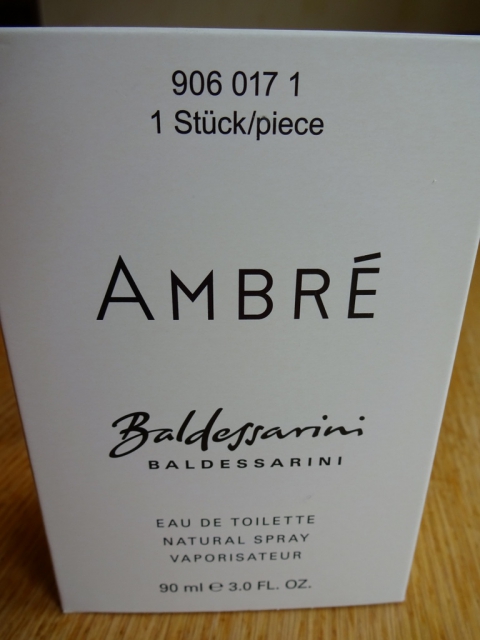 906 017 1
1 Stück/piece
AMBRÉ
Baldessarini
BALDESSARINI
EAU DE TOILETTE
NATURAL SPRAY
VAPORISATEUR
90 ml ℮ 3.0 FL. OZ.